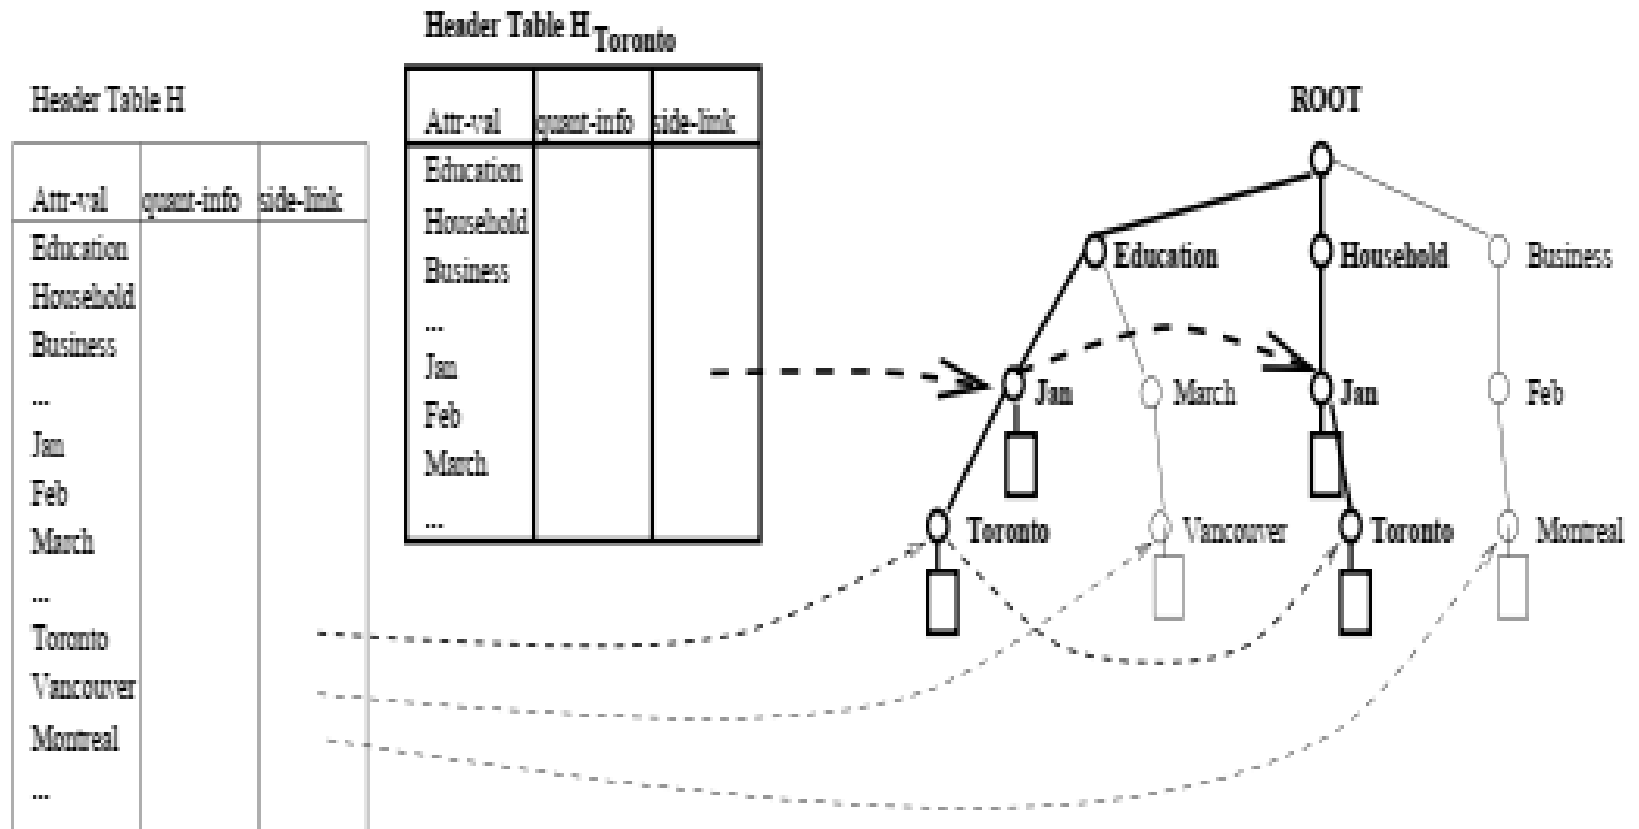 Header Table H
Attr-val quant-info side-link
Education
Household
Business
...
Jan
Feb
March
...
Toronto
Vancouver
Montreal
...
Header Table H Toronto
Attr-val quant-info side-link
Education
Household
Business
...
Jan
Feb
March
...
ROOT
Education Household Business
Jan March Jan Feb
Toronto Vancouver Toronto Montreal